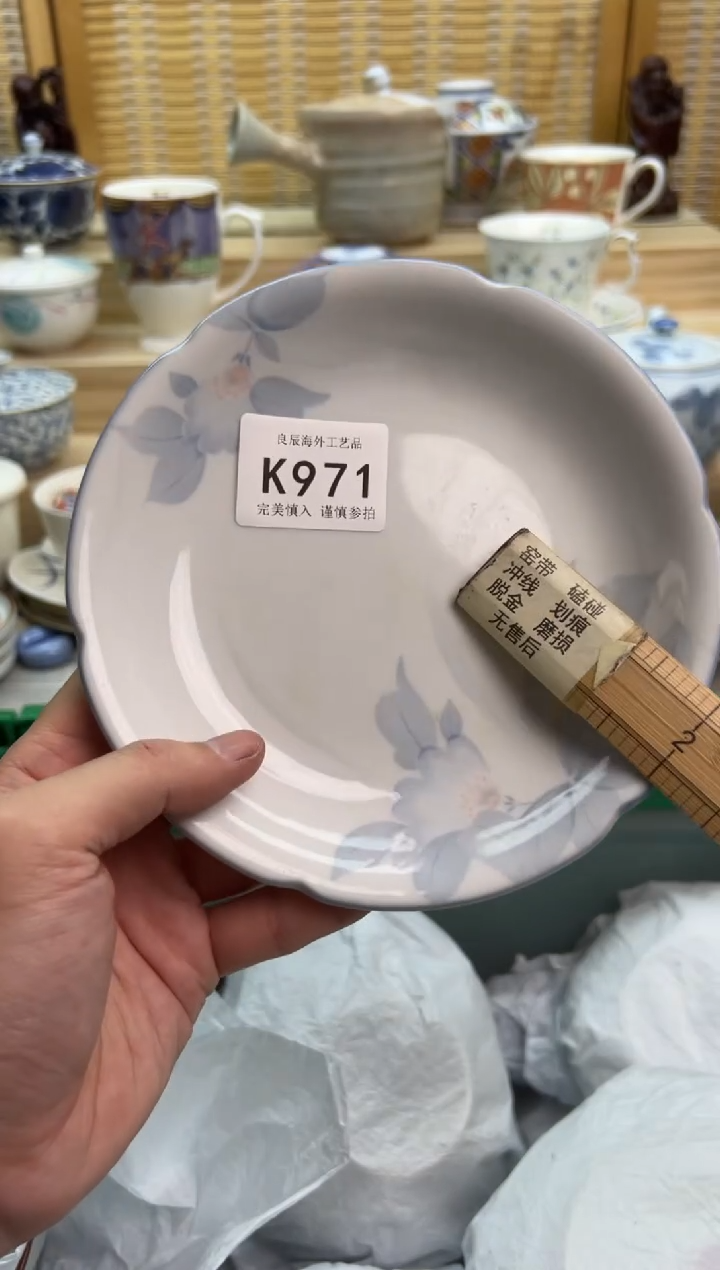 良辰海外工艺品
K971
完美慎入 谨慎参拍
窑带 磕碰
冲线 划痕
脱金 磨损
无售后
2